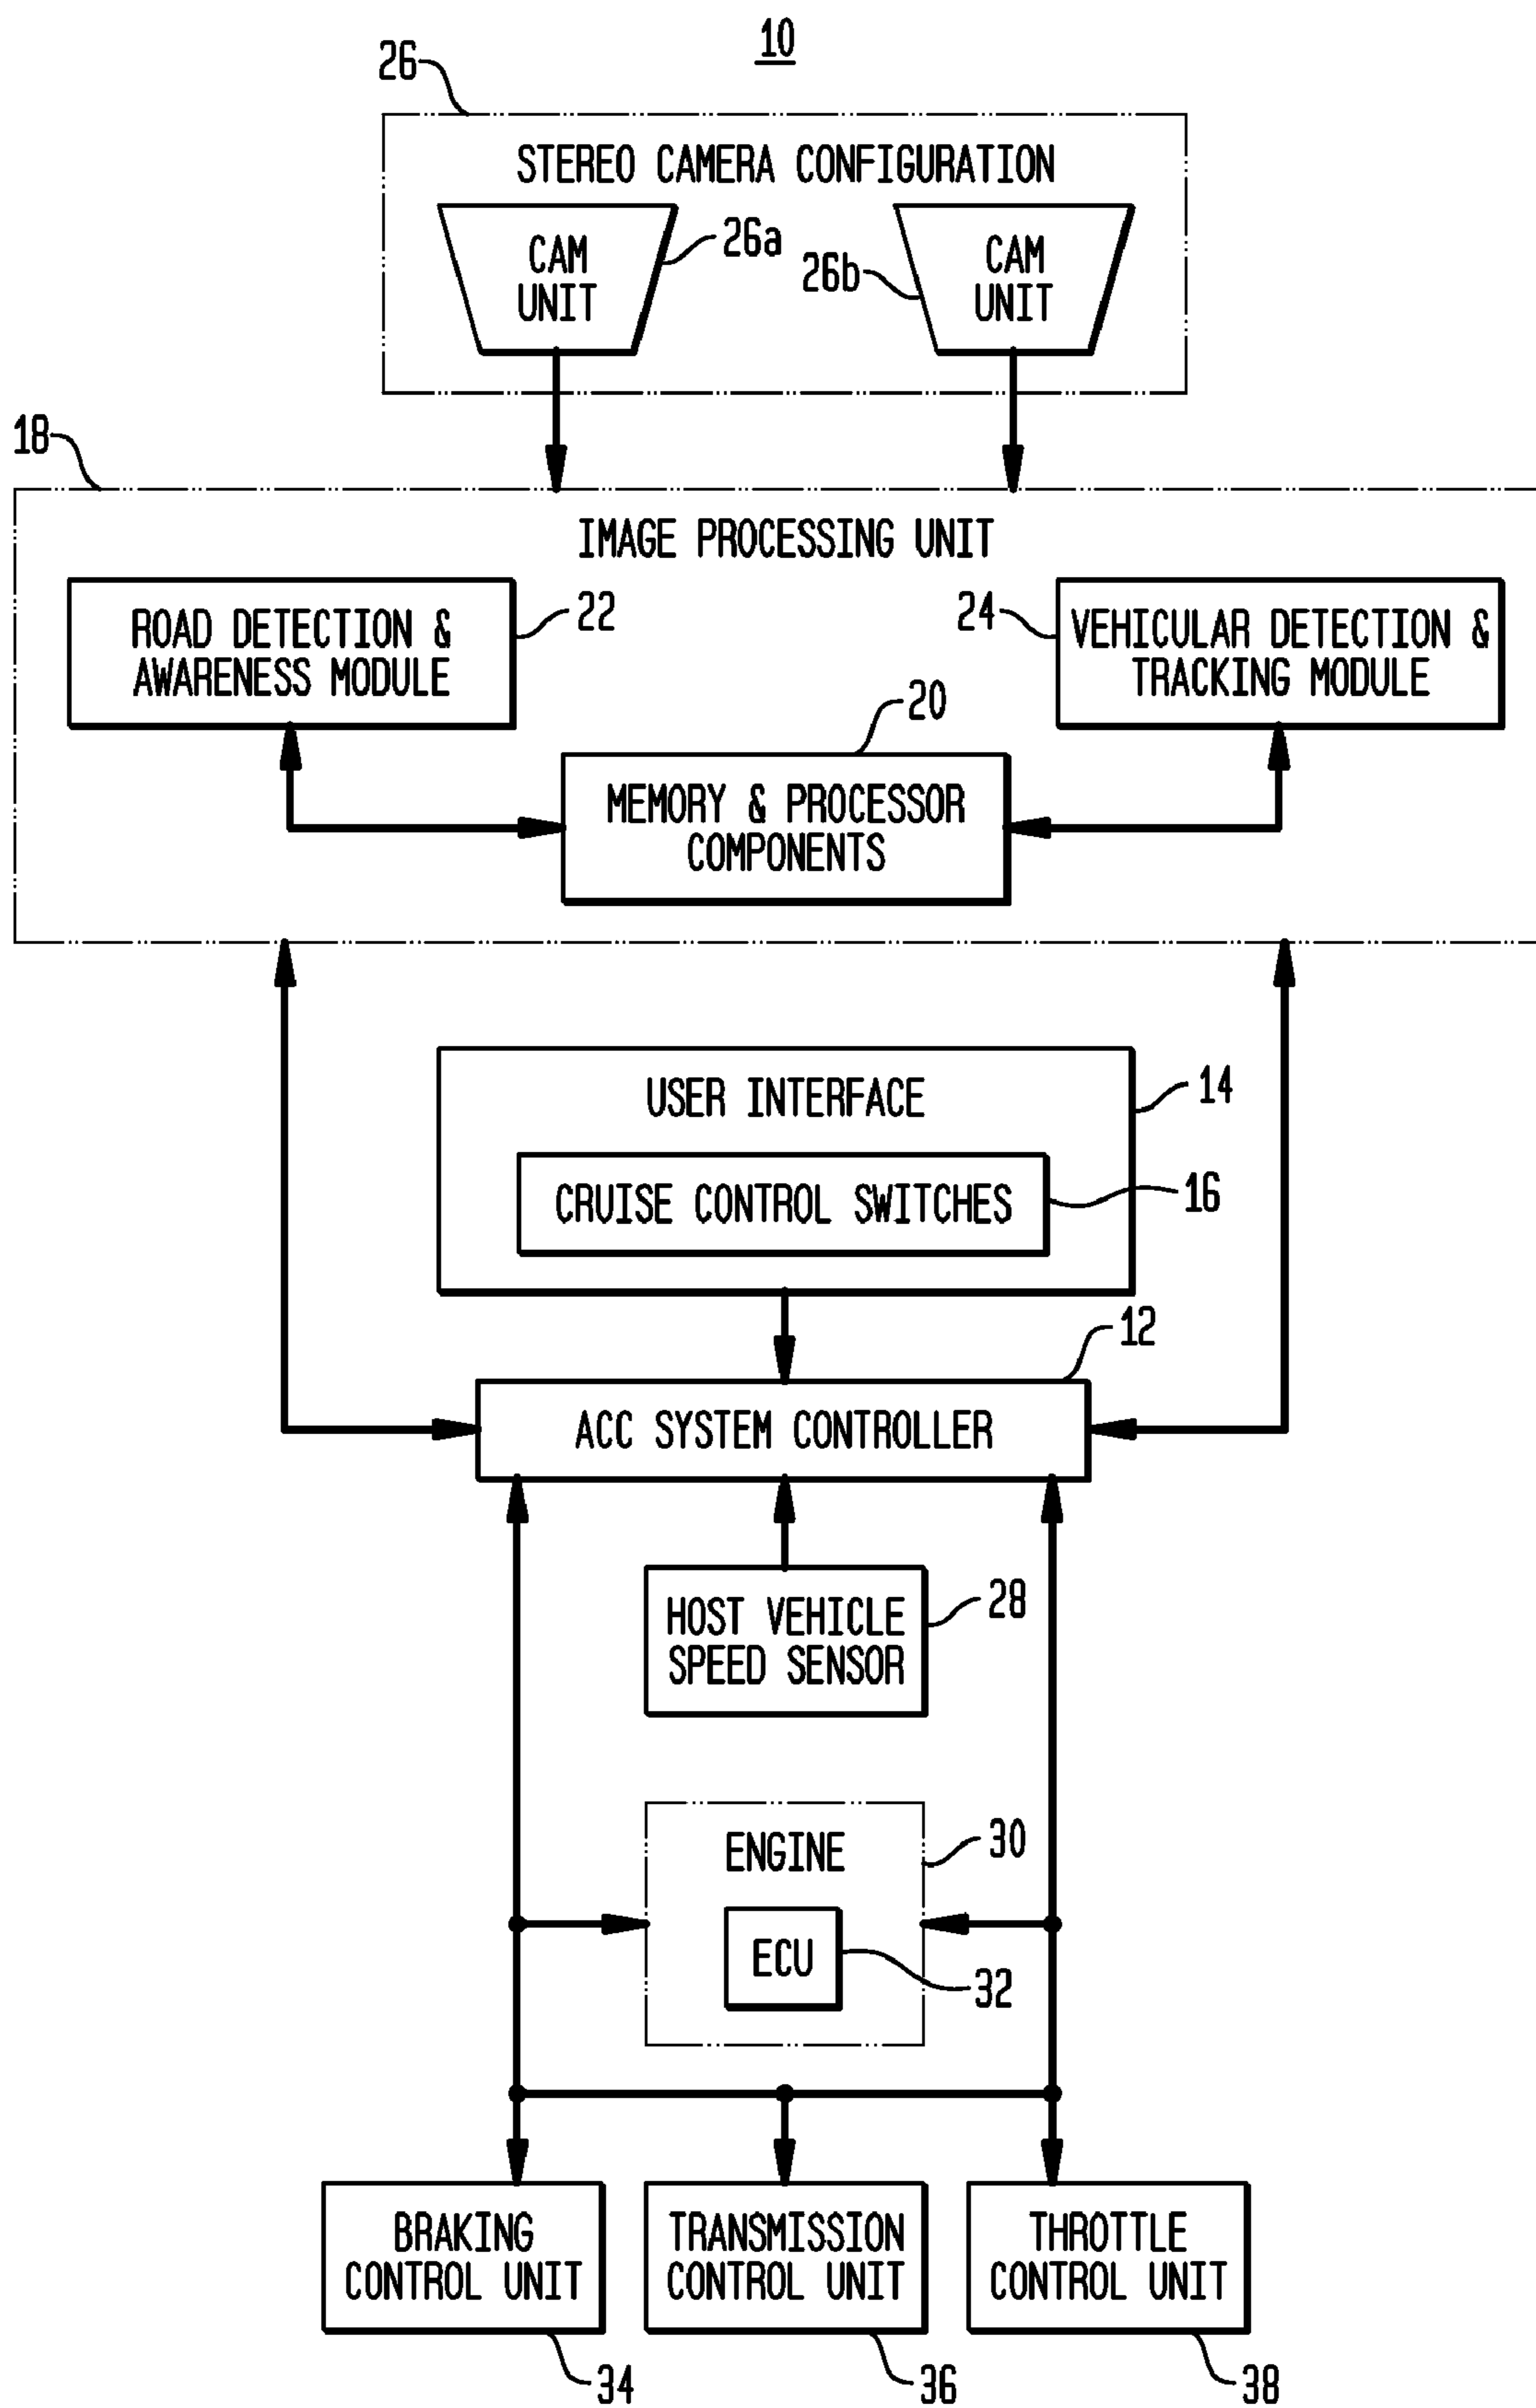 10
26
STEREO CAMERA CONFIGURATION
CAM
UNIT
26a
26b
CAM
UNIT
18
IMAGE PROCESSING UNIT
ROAD DETECTION &
AWARENESS MODULE
22
24
VEHICULAR DETECTION &
TRACKING MODULE
20
MEMORY & PROCESSOR
COMPONENTS
USER INTERFACE
14
CRUISE CONTROL SWITCHES
16
12
ACC SYSTEM CONTROLLER
HOST VEHICLE
SPEED SENSOR
28
ENGINE
30
ECU
32
BRAKING
CONTROL UNIT
TRANSMISSION
CONTROL UNIT
THROTTLE
CONTROL UNIT
34
36
38